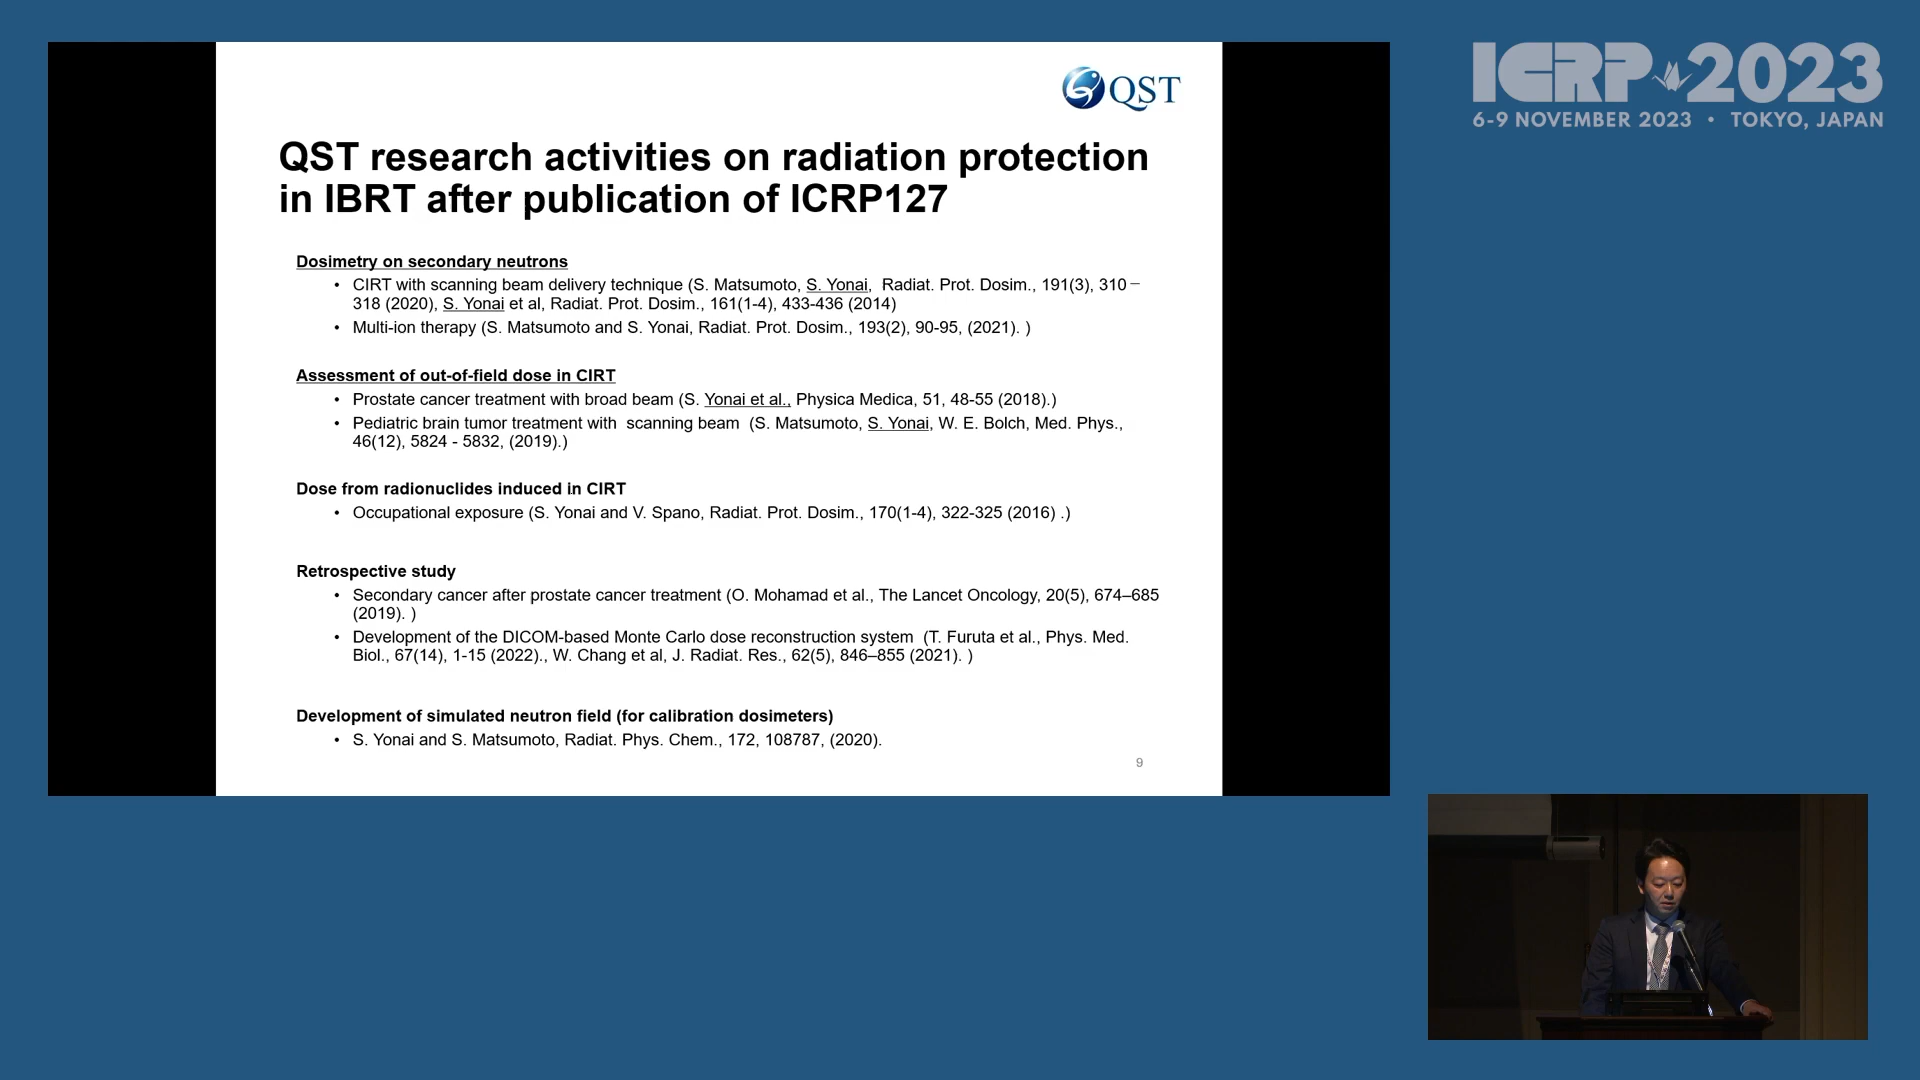 ICRP 2023
6-9 NOVEMBER 2023 • TOKYO, JAPAN
QST
QST research activities on radiation protection
in IBRT after publication of ICRP127
Dosimetry on secondary neutrons
• CIRT with scanning beam delivery technique (S. Matsumoto, S. Yonai, Radiat. Prot. Dosim., 191(3), 310–
318 (2020), S. Yonai et al, Radiat. Prot. Dosim., 161(1-4), 433-436 (2014)
• Multi-ion therapy (S. Matsumoto and S. Yonai, Radiat. Prot. Dosim., 193(2), 90-95, (2021). )
Assessment of out-of-field dose in CIRT
• Prostate cancer treatment with broad beam (S. Yonai et al., Physica Medica, 51, 48-55 (2018).)
• Pediatric brain tumor treatment with scanning beam (S. Matsumoto, S. Yonai, W. E. Bolch, Med. Phys.,
46(12), 5824 - 5832, (2019).)
Dose from radionuclides induced in CIRT
• Occupational exposure (S. Yonai and V. Spano, Radiat. Prot. Dosim., 170(1-4), 322-325 (2016) .)
Retrospective study
• Secondary cancer after prostate cancer treatment (O. Mohamad et al., The Lancet Oncology, 20(5), 674–685
(2019). )
• Development of the DICOM-based Monte Carlo dose reconstruction system (T. Furuta et al., Phys. Med.
Biol., 67(14), 1-15 (2022)., W. Chang et al, J. Radiat. Res., 62(5), 846–855 (2021). )
Development of simulated neutron field (for calibration dosimeters)
• S. Yonai and S. Matsumoto, Radiat. Phys. Chem., 172, 108787, (2020).
9